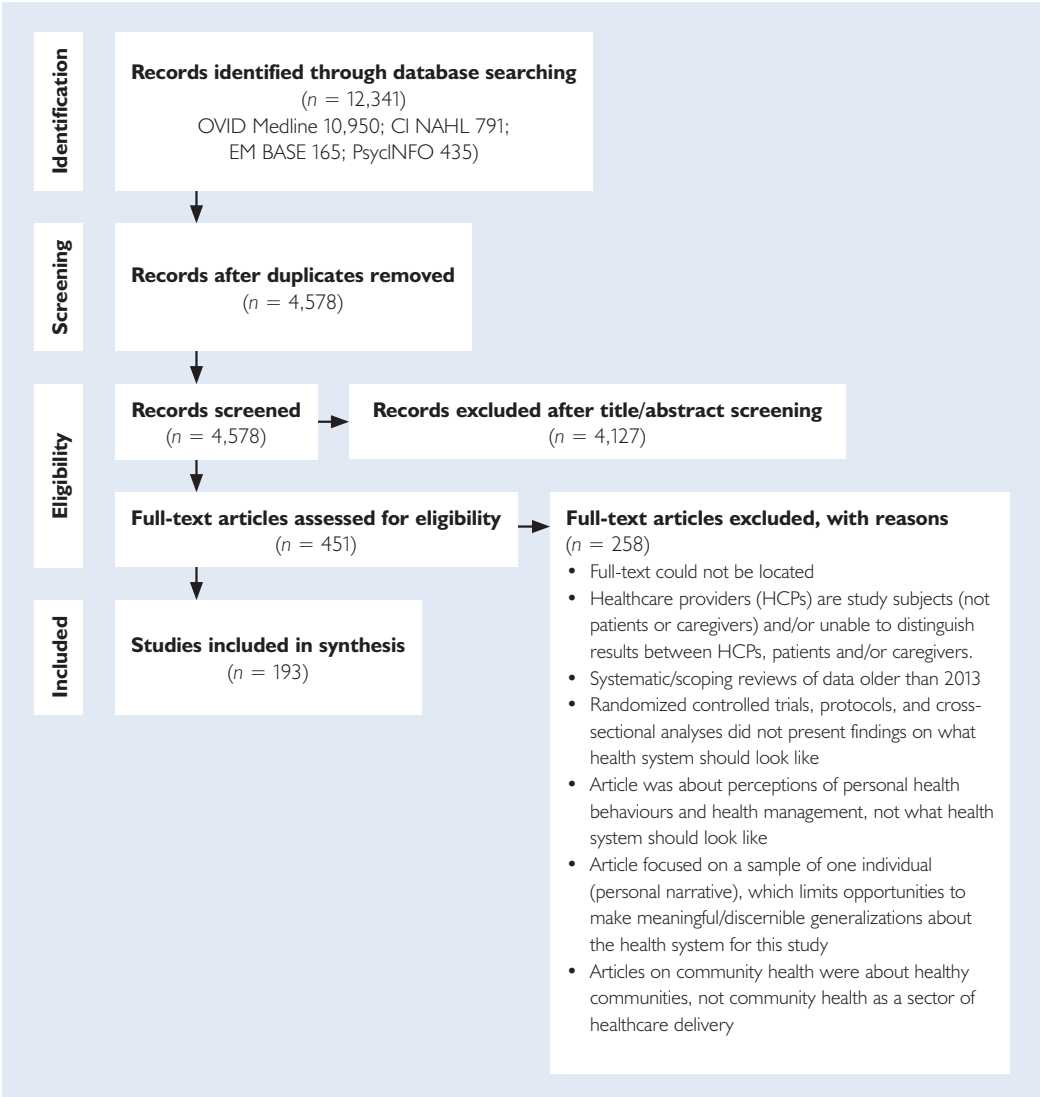 Identification
Records identified through database searching
(n = 12,341)
OVID Medline 10,950; CI NAHL 791;
EM BASE 165; PsycINFO 435)
Screening
Records after duplicates removed
(n = 4,578)
Eligibility
Records screened
(n = 4,578)
Records excluded after title/abstract screening
(n = 4,127)
Full-text articles assessed for eligibility
(n = 451)
Full-text articles excluded, with reasons
(n = 258)
• Full-text could not be located
• Healthcare providers (HCPs) are study subjects (not
patients or caregivers) and/or unable to distinguish
results between HCPs, patients and/or caregivers.
• Systematic/scoping reviews of data older than 2013
• Randomized controlled trials, protocols, and cross-
sectional analyses did not present findings on what
health system should look like
• Article was about perceptions of personal health
behaviours and health management, not what health
system should look like
• Article focused on a sample of one individual
(personal narrative), which limits opportunities to
make meaningful/discernible generalizations about
the health system for this study
• Articles on community health were about healthy
communities, not community health as a sector of
healthcare delivery
Included
Studies included in synthesis
(n = 193)